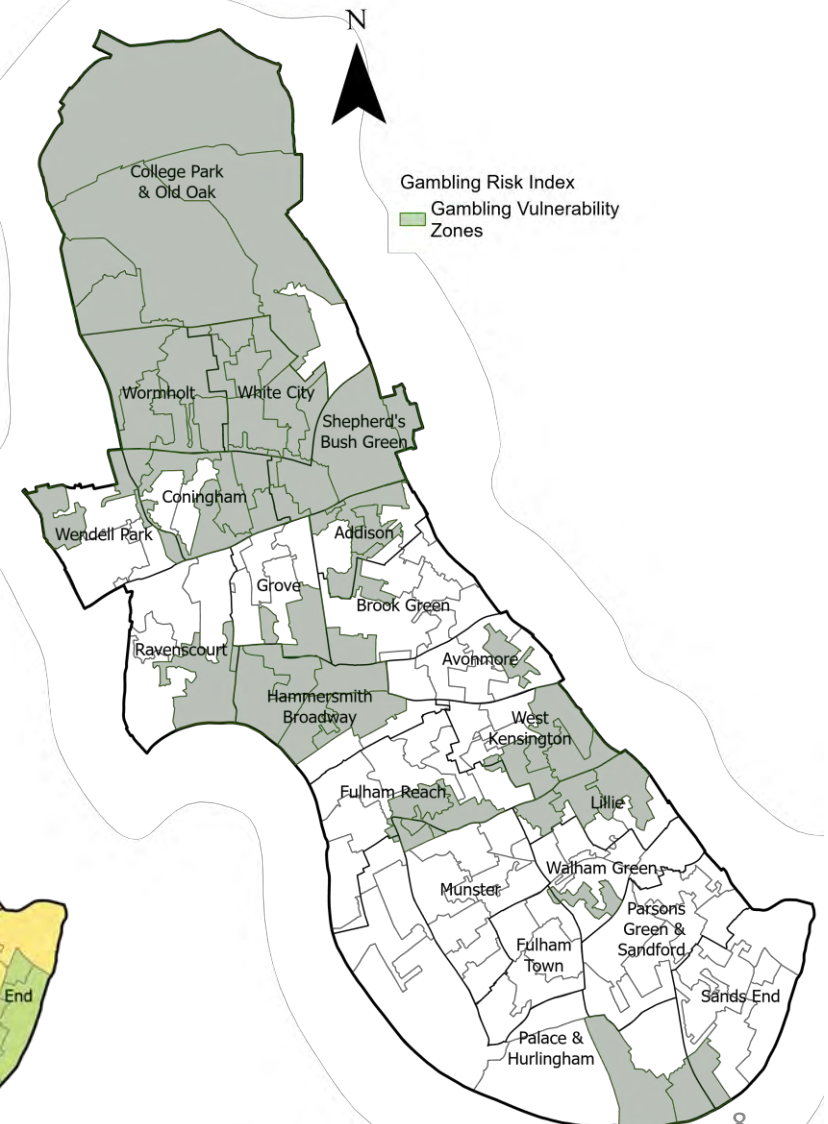 N
College Park
& Old Oak
Gambling Risk Index
Gambling Vulnerability
Zones
Wormholt
White City
Shepherd's
Bush Green
Coningham
Wendell Park
Addison
Grove
Brook Green
Ravenscourt
Avonmore
Hammersmith
Broadway
West
Kensington
Fulham Reach
Lillie
Walham Green
Munster
Parsons
Green &
Sandford
Fulham
Town
End
Sands End
Palace &
Hurlingham